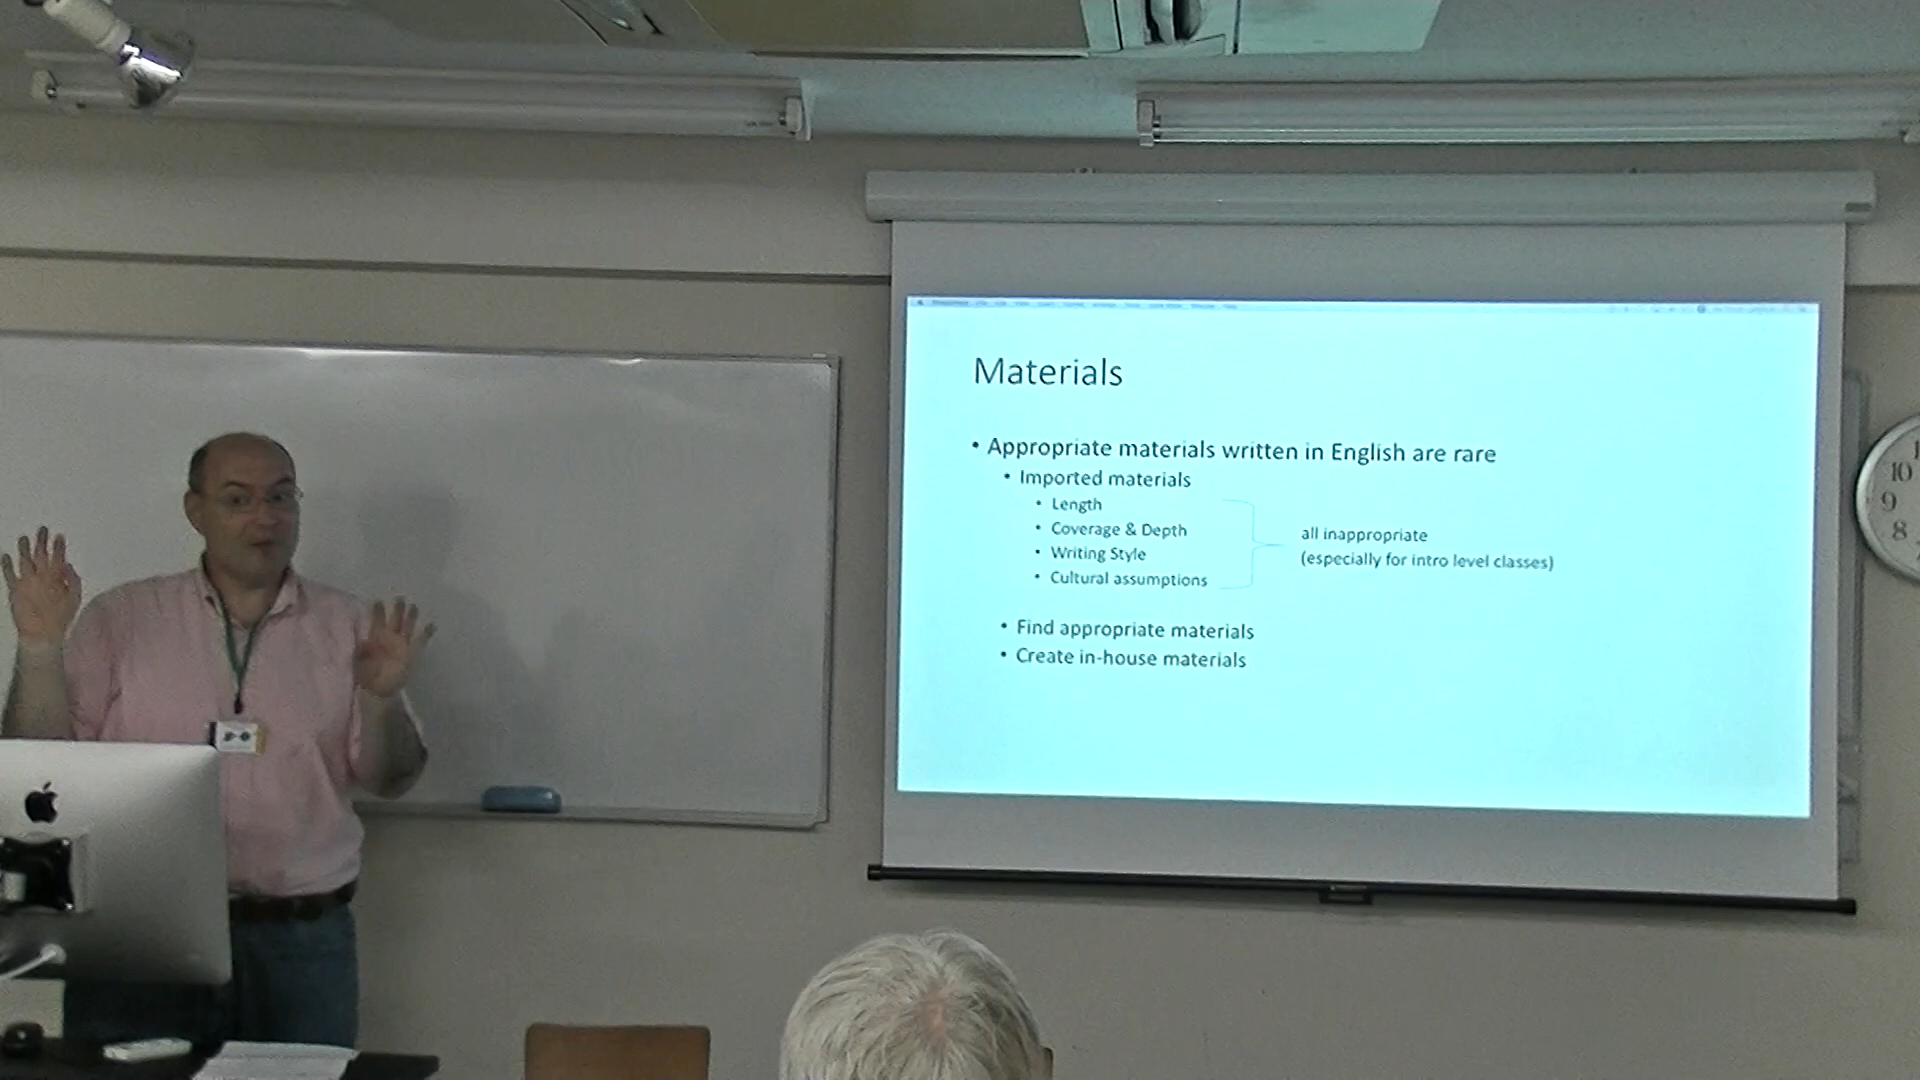 Materials
• Appropriate materials written in English are rare
• Imported materials
• Length
• Coverage & Depth
• Writing Style
• Cultural assumptions
all inappropriate
(especially for intro level classes)
• Find appropriate materials
• Create in-house materials
10
9
8